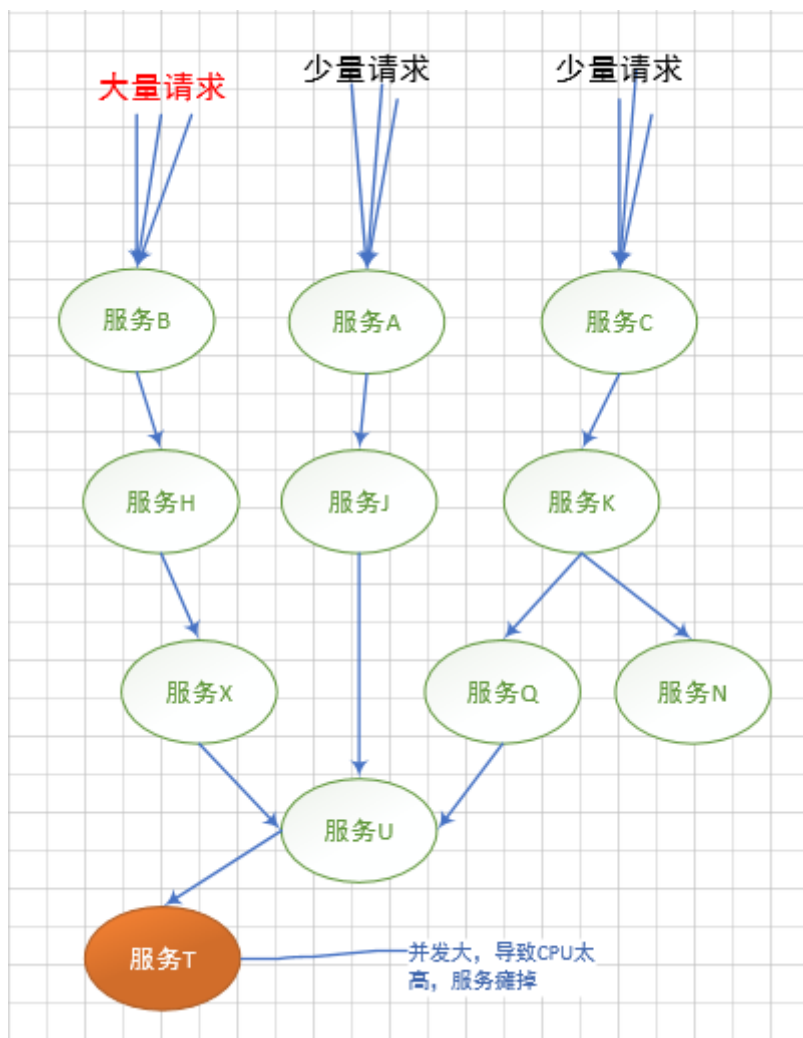 大量请求
少量请求
少量请求
服务B
服务A
服务C
服务H
服务J
服务K
服务X
服务Q
服务N
服务U
服务T
并发大，导致CPU太
高，服务瘫掉